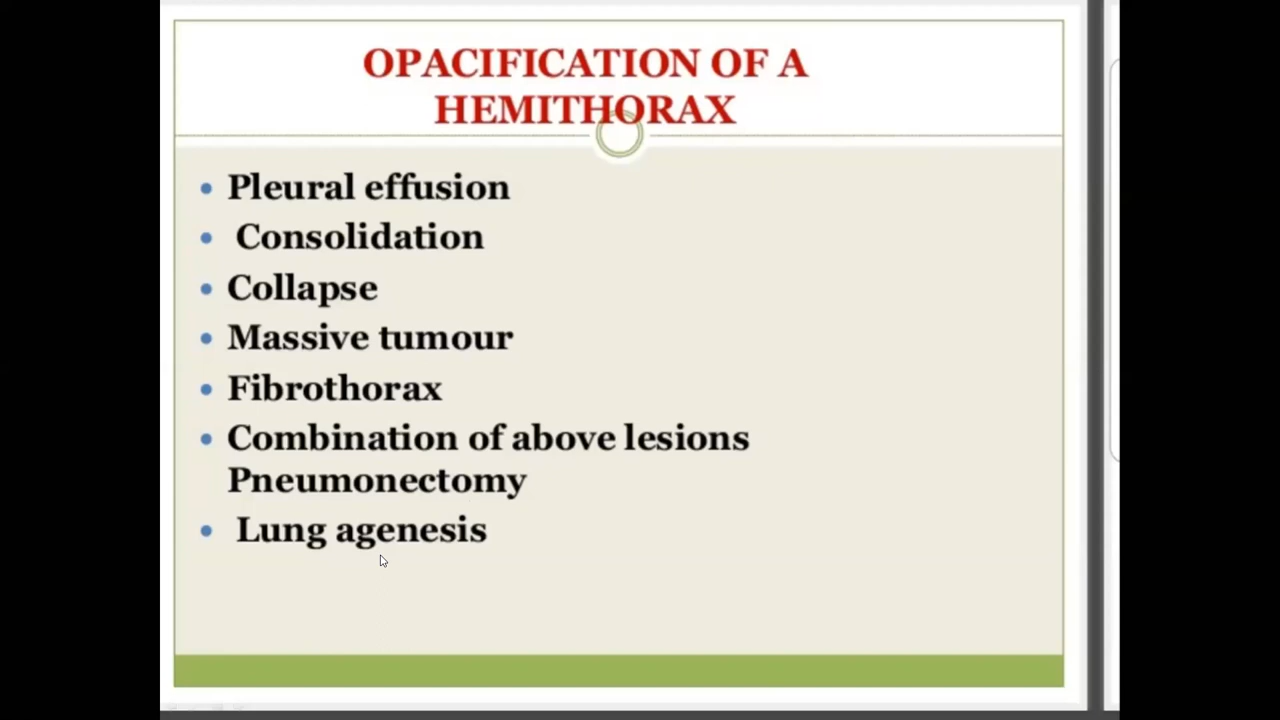 OPACIFICATION OF A
HEMITHORAX
• Pleural effusion
• Consolidation
• Collapse
• Massive tumour
• Fibrothorax
• Combination of above lesions
Pneumonectomy
• Lung agenesis